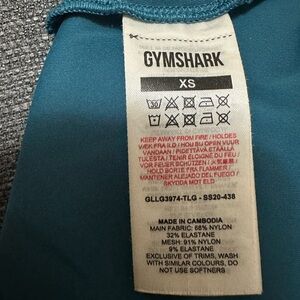 GYMSHARK
XS
KEEP AWAY FROM FIRE / HOLDES
VÆK FRA ILD / HOU BIJ OPEN VUUR
VANDAAN / PIDETTÄVÄ ETÄÄLLÄ
TULESTA / TENIR ÉLOIGNÉ DU FEU
VOR FEUER SCHÜTZEN /
HOLD BORTE FRA FLAMMER
MANTENER ALEJADO DEL FUEGO /
SKYDDA MOT ELD
GLLG3974-TLG - SS20-438
MADE IN CAMBODIA
MAIN FABRIC: 68% NYLON
32% ELASTANE
MESH: 91% NYLON
9% ELASTANE
EXCLUSIVE OF TRIMS, WASH
WITH SIMILAR COLOURS, DO
NOT USE SOFTNERS